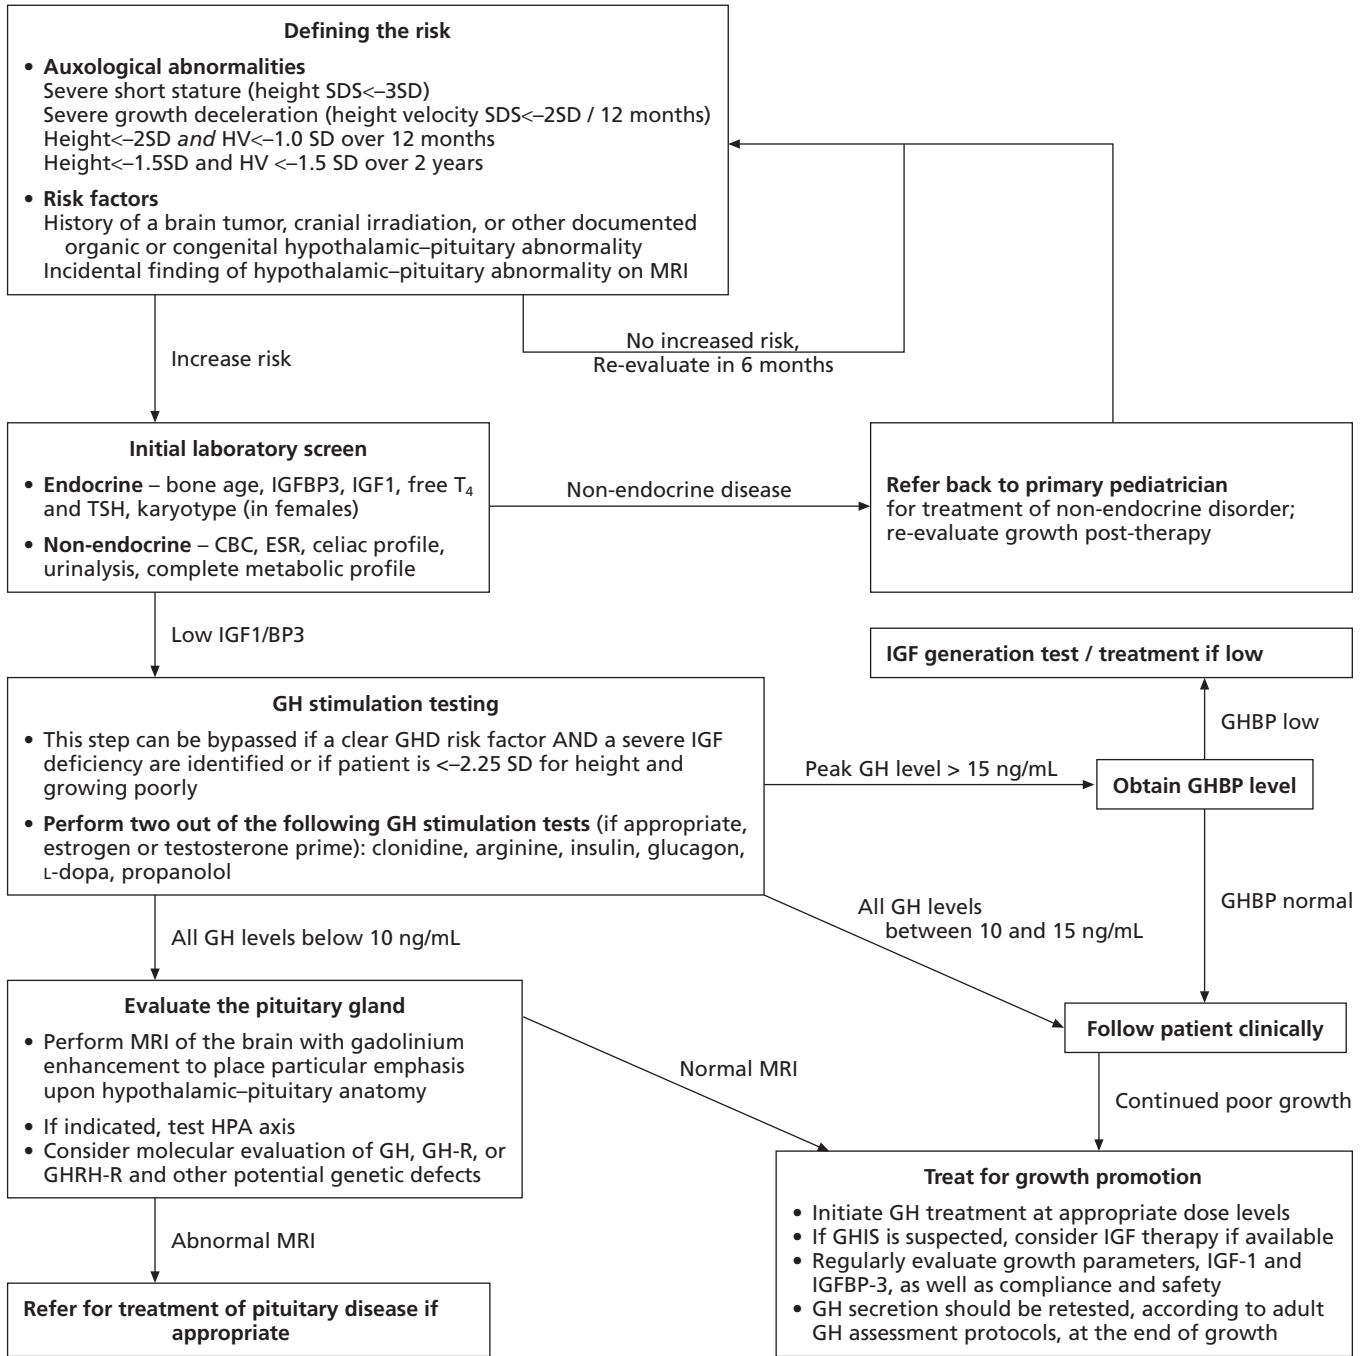 Defining the risk
• Auxological abnormalities
Severe short stature (height SDS<–3SD)
Severe growth deceleration (height velocity SDS<–2SD / 12 months)
Height<–2SD and HV<–1.0 SD over 12 months
Height<–1.5SD and HV <–1.5 SD over 2 years
• Risk factors
History of a brain tumor, cranial irradiation, or other documented
organic or congenital hypothalamic–pituitary abnormality
Incidental finding of hypothalamic–pituitary abnormality on MRI
Increase risk
No increased risk,
Re-evaluate in 6 months
Initial laboratory screen
• Endocrine – bone age, IGFBP3, IGF1, free T4
and TSH, karyotype (in females)
• Non-endocrine – CBC, ESR, celiac profile,
urinalysis, complete metabolic profile
Non-endocrine disease
Refer back to primary pediatrician
for treatment of non-endocrine disorder;
re-evaluate growth post-therapy
Low IGF1/BP3
IGF generation test / treatment if low
GHBP low
GH stimulation testing
• This step can be bypassed if a clear GHD risk factor AND a severe IGF
deficiency are identified or if patient is <–2.25 SD for height and
growing poorly
• Perform two out of the following GH stimulation tests (if appropriate,
estrogen or testosterone prime): clonidine, arginine, insulin, glucagon,
L-dopa, propanolol
Peak GH level > 15 ng/mL
Obtain GHBP level
GHBP normal
All GH levels
between 10 and 15 ng/mL
All GH levels below 10 ng/mL
Follow patient clinically
Evaluate the pituitary gland
• Perform MRI of the brain with gadolinium
enhancement to place particular emphasis
upon hypothalamic–pituitary anatomy
• If indicated, test HPA axis
• Consider molecular evaluation of GH, GH-R, or
GHRH-R and other potential genetic defects
Normal MRI
Continued poor growth
Treat for growth promotion
• Initiate GH treatment at appropriate dose levels
• If GHIS is suspected, consider IGF therapy if available
• Regularly evaluate growth parameters, IGF-1 and
IGFBP-3, as well as compliance and safety
• GH secretion should be retested, according to adult
GH assessment protocols, at the end of growth
Abnormal MRI
Refer for treatment of pituitary disease if
appropriate